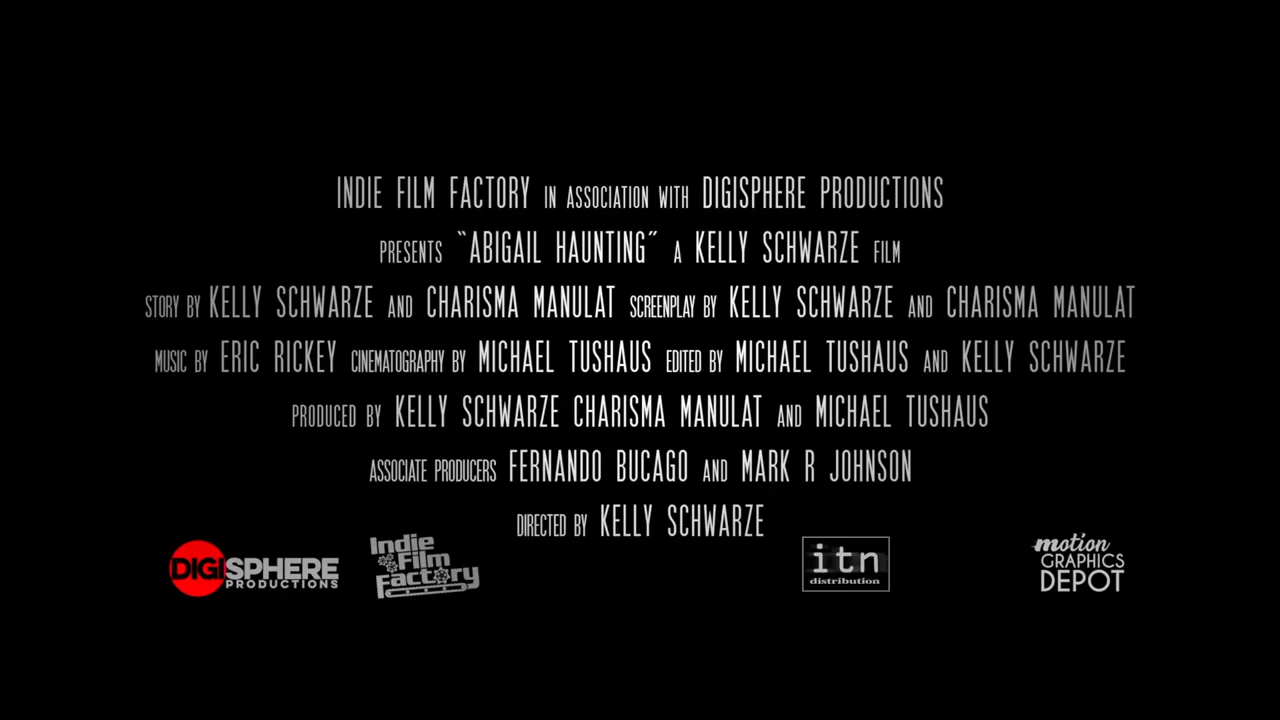 INDIE FILM FACTORY IN ASSOCIATION WITH DIGISPHERE PRODUCTIONS
PRESENTS “ABIGAIL HAUNTING” A KELLY SCHWARZE FILM
STORY BY KELLY SCHWARZE AND CHARISMA MANULAT SCREENPLAY BY KELLY SCHWARZE AND CHARISMA MANULAT
MUSIC BY ERIC RICKEY CINEMATOGRAPHY BY MICHAEL TUSHAUS EDITED BY MICHAEL TUSHAUS AND KELLY SCHWARZE
PRODUCED BY KELLY SCHWARZE CHARISMA MANULAT AND MICHAEL TUSHAUS
ASSOCIATE PRODUCERS FERNANDO BUCAGO AND MARK R JOHNSON
DIRECTED BY KELLY SCHWARZE
DIGISPHERE
PRODUCTIONS
Indie
Film
Factory
itn
distribution
motion
GRAPHICS
DEPOT